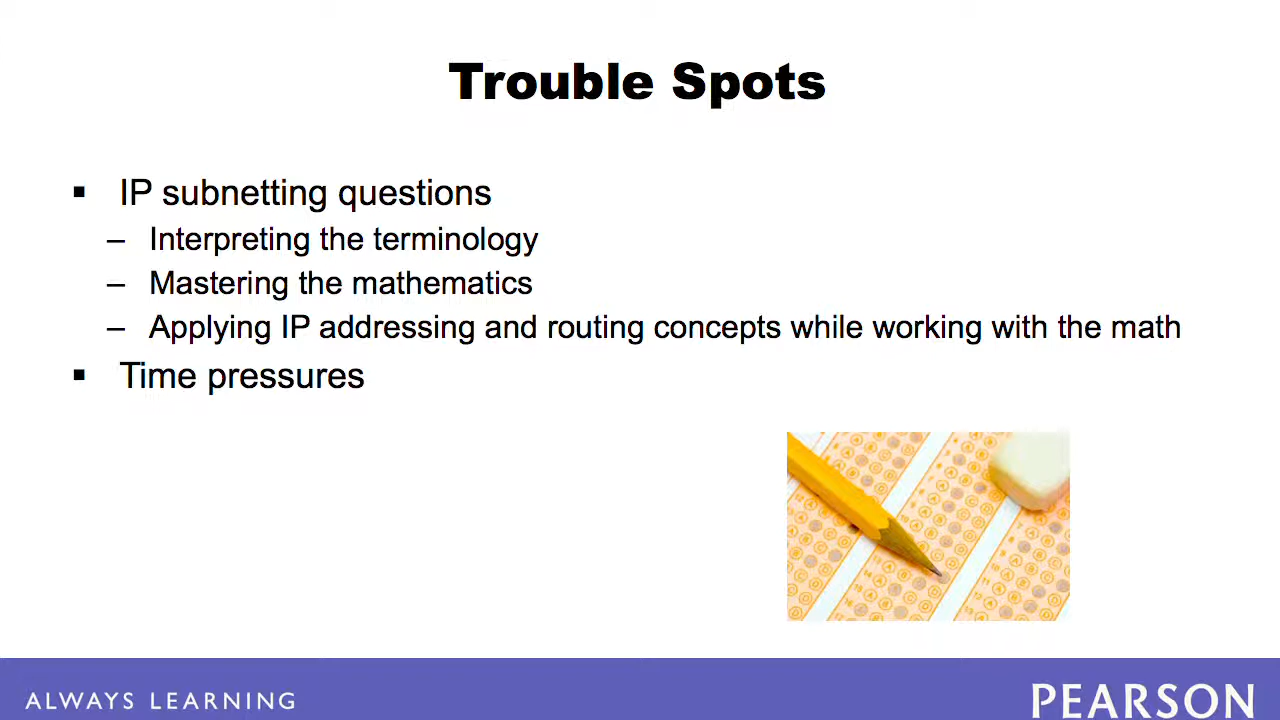 Trouble Spots
▪ IP subnetting questions
– Interpreting the terminology
– Mastering the mathematics
– Applying IP addressing and routing concepts while working with the math
▪ Time pressures
ALWAYS LEARNING
PEARSON